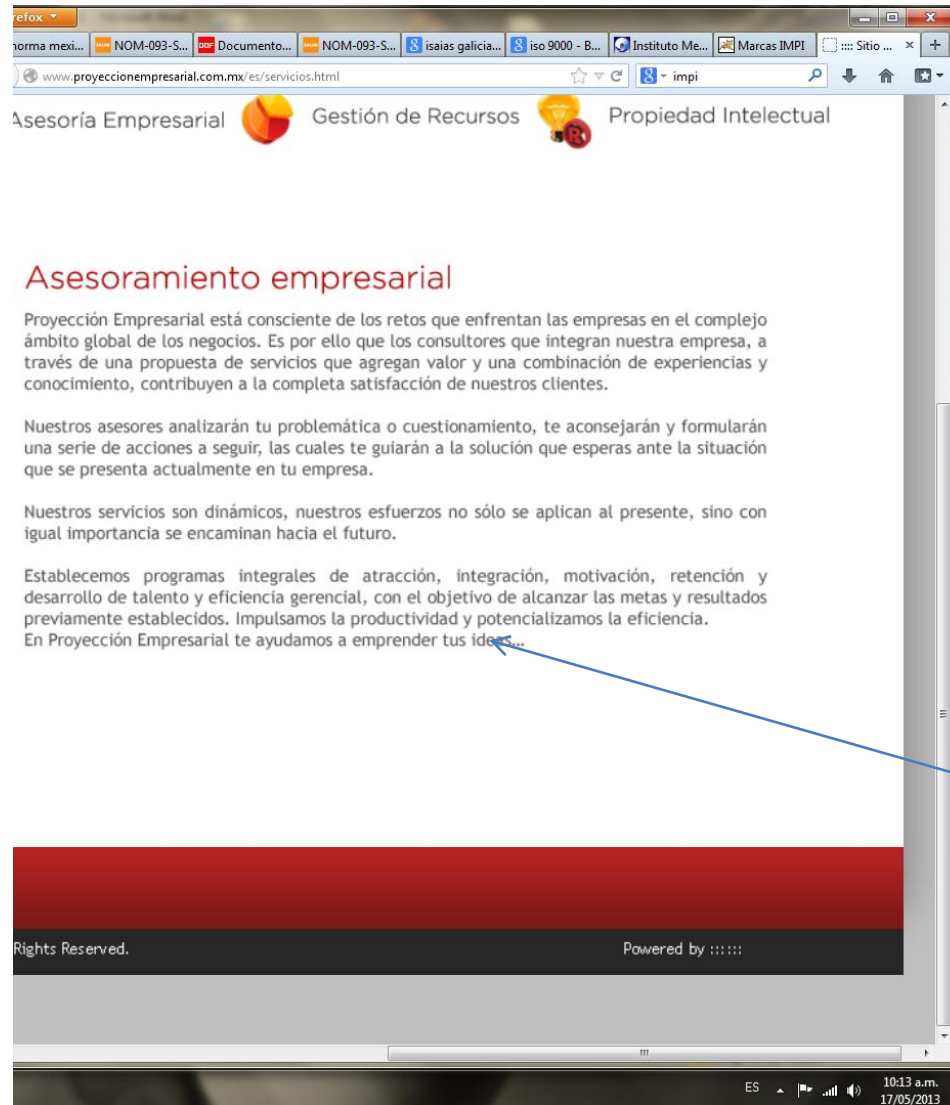 refox
norma mexi... NOM-093-S... Documento... NOM-093-S... isaias galicia... iso 9000 - B... Instituto Me... Marcas IMPI :::: Sitio ...
www.proyeccionempresarial.com.mx/es/servicios.html impi
Asesoría Empresarial Gestión de Recursos R Propiedad Intelectual
Asesoramiento empresarial
Proyección Empresarial está consciente de los retos que enfrentan las empresas en el complejo
ámbito global de los negocios. Es por ello que los consultores que integran nuestra empresa, a
través de una propuesta de servicios que agregan valor y una combinación de experiencias y
conocimiento, contribuyen a la completa satisfacción de nuestros clientes.
Nuestros asesores analizarán tu problemática o cuestionamiento, te aconsejarán y formularán
una serie de acciones a seguir, las cuales te guiarán a la solución que esperas ante la situación
que se presenta actualmente en tu empresa.
Nuestros servicios son dinámicos, nuestros esfuerzos no sólo se aplican al presente, sino con
igual importancia se encaminan hacia el futuro.
Establecemos programas integrales de atracción, integración, motivación, retención y
desarrollo de talento y eficiencia gerencial, con el objetivo de alcanzar las metas y resultados
previamente establecidos. Impulsamos la productividad y potencializamos la eficiencia.
En Proyección Empresarial te ayudamos a emprender tus ideas...
Rights Reserved. Powered by ::::::
ES 10:13 a.m.
17/05/2013